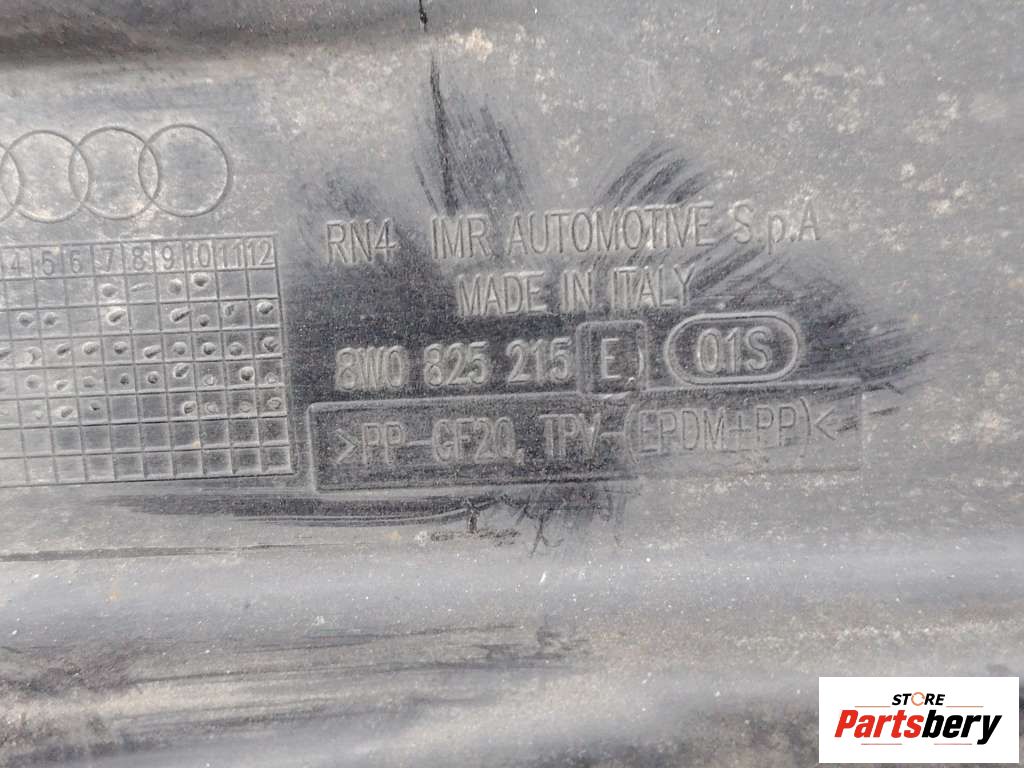 RN4 IMR AUTOMOTIVE S.p.A
MADE IN ITALY
4 5 6 7 8 9 10 11 12
8W0 825 215 E. 01S
>PP-GF20, TPV-(EPDM+PP)<
STORE
Partsbery